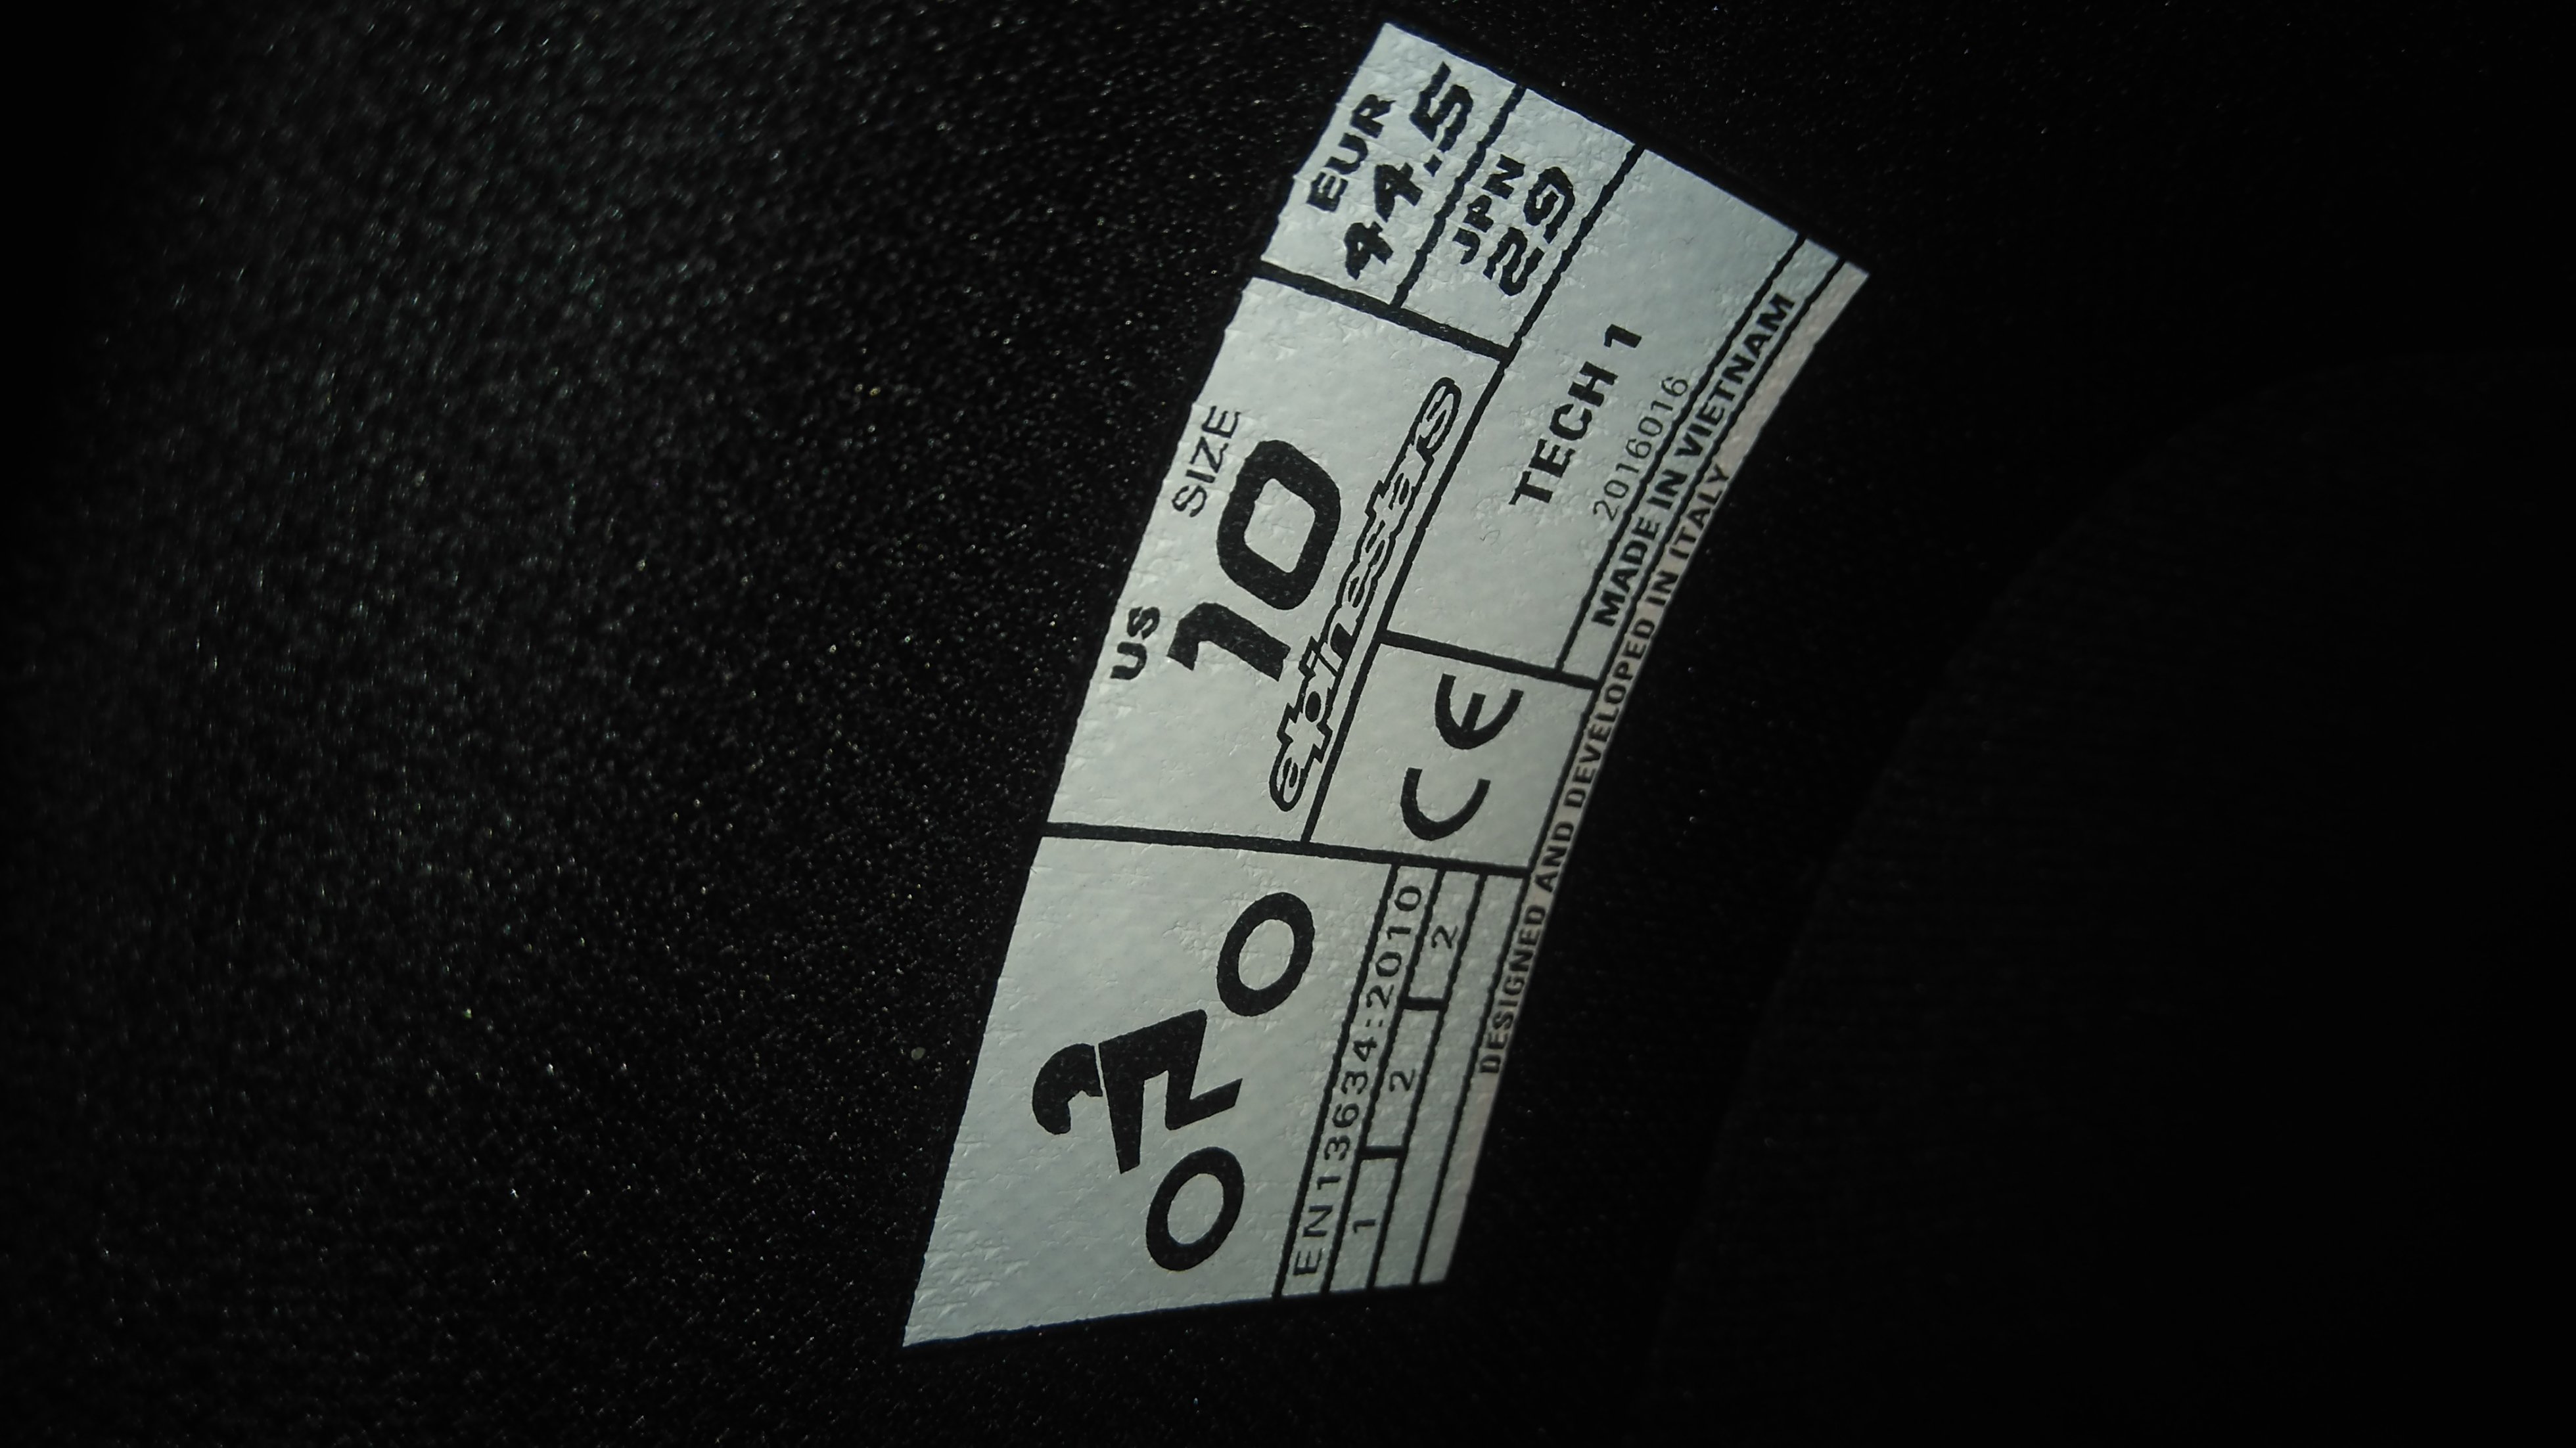 US SIZE
10
alpinestars
EUR
44.5
JPN
29
EN13634:2010
1 2 2
CE
TECH 1
20160016
MADE IN VIETNAM
DESIGNED AND DEVELOPED IN ITALY